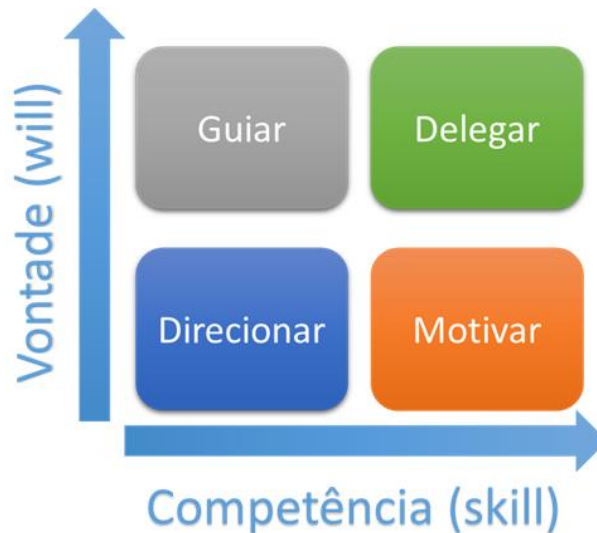 Vontade (will)
Guiar
Delegar
Direcionar
Motivar
Competência (skill)